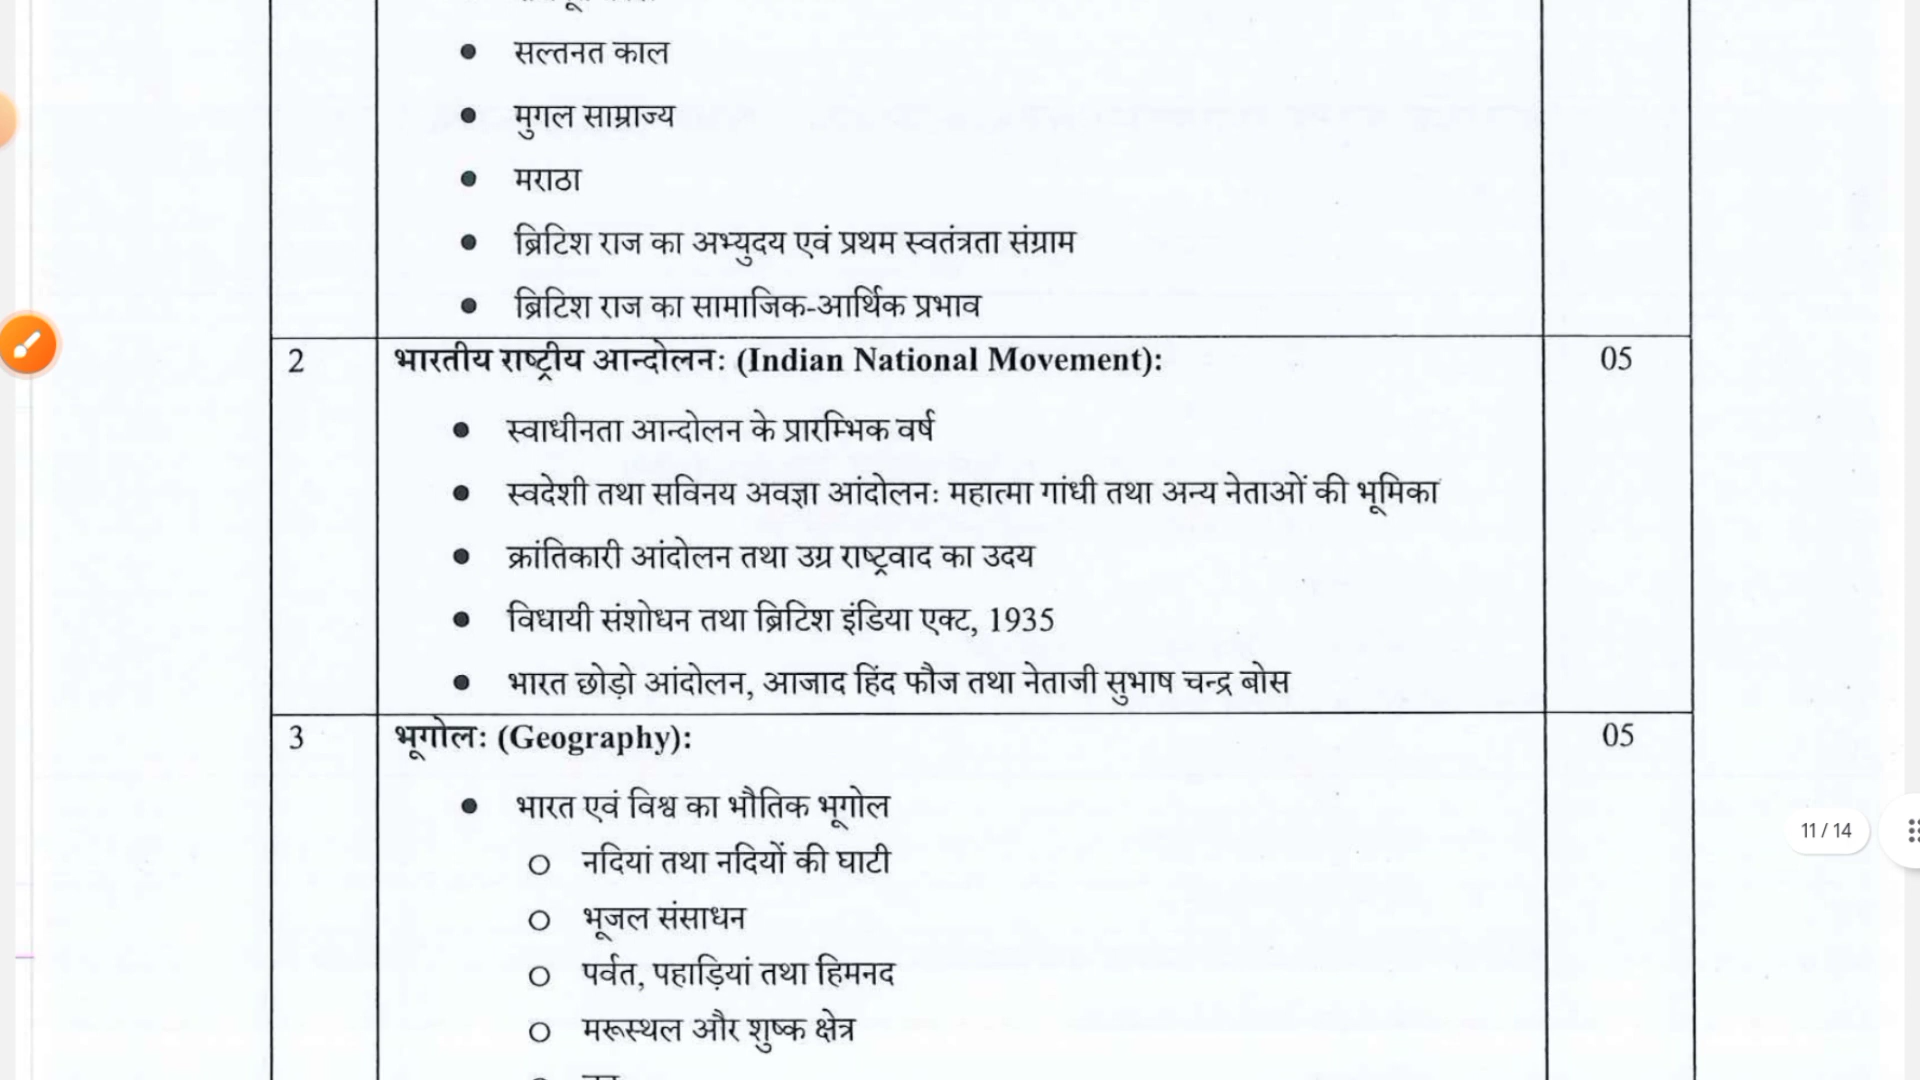 सल्तनत काल
मुगल साम्राज्य
मराठा
ब्रिटिश राज का अभ्युदय एवं प्रथम स्वतंत्रता संग्राम
ब्रिटिश राज का सामाजिक-आर्थिक प्रभाव
2 भारतीय राष्ट्रीय आन्दोलन: (Indian National Movement): 05
स्वाधीनता आन्दोलन के प्रारम्भिक वर्ष
स्वदेशी तथा सविनय अवज्ञा आंदोलन: महात्मा गांधी तथा अन्य नेताओं की भूमिका
क्रांतिकारी आंदोलन तथा उग्र राष्ट्रवाद का उदय
विधायी संशोधन तथा ब्रिटिश इंडिया एक्ट, 1935
भारत छोड़ो आंदोलन, आजाद हिंद फौज तथा नेताजी सुभाष चन्द्र बोस
3 भूगोल: (Geography): 05
भारत एवं विश्व का भौतिक भूगोल
11 / 14
नदियां तथा नदियों की घाटी
भूजल संसाधन
पर्वत, पहाड़ियां तथा हिमनद
मरूस्थल और शुष्क क्षेत्र